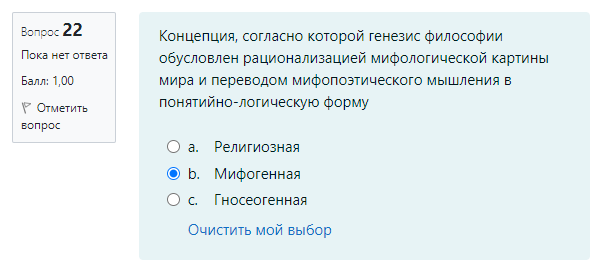 Вопрос 22
Пока нет ответа
Балл: 1,00
Отметить
вопрос
Концепция, согласно которой генезис философии
обусловлен рационализацией мифологической картины
мира и переводом мифопоэтического мышления в
понятийно-логическую форму
a. Религиозная
b. Мифогенная
c. Гносеогенная
Очистить мой выбор